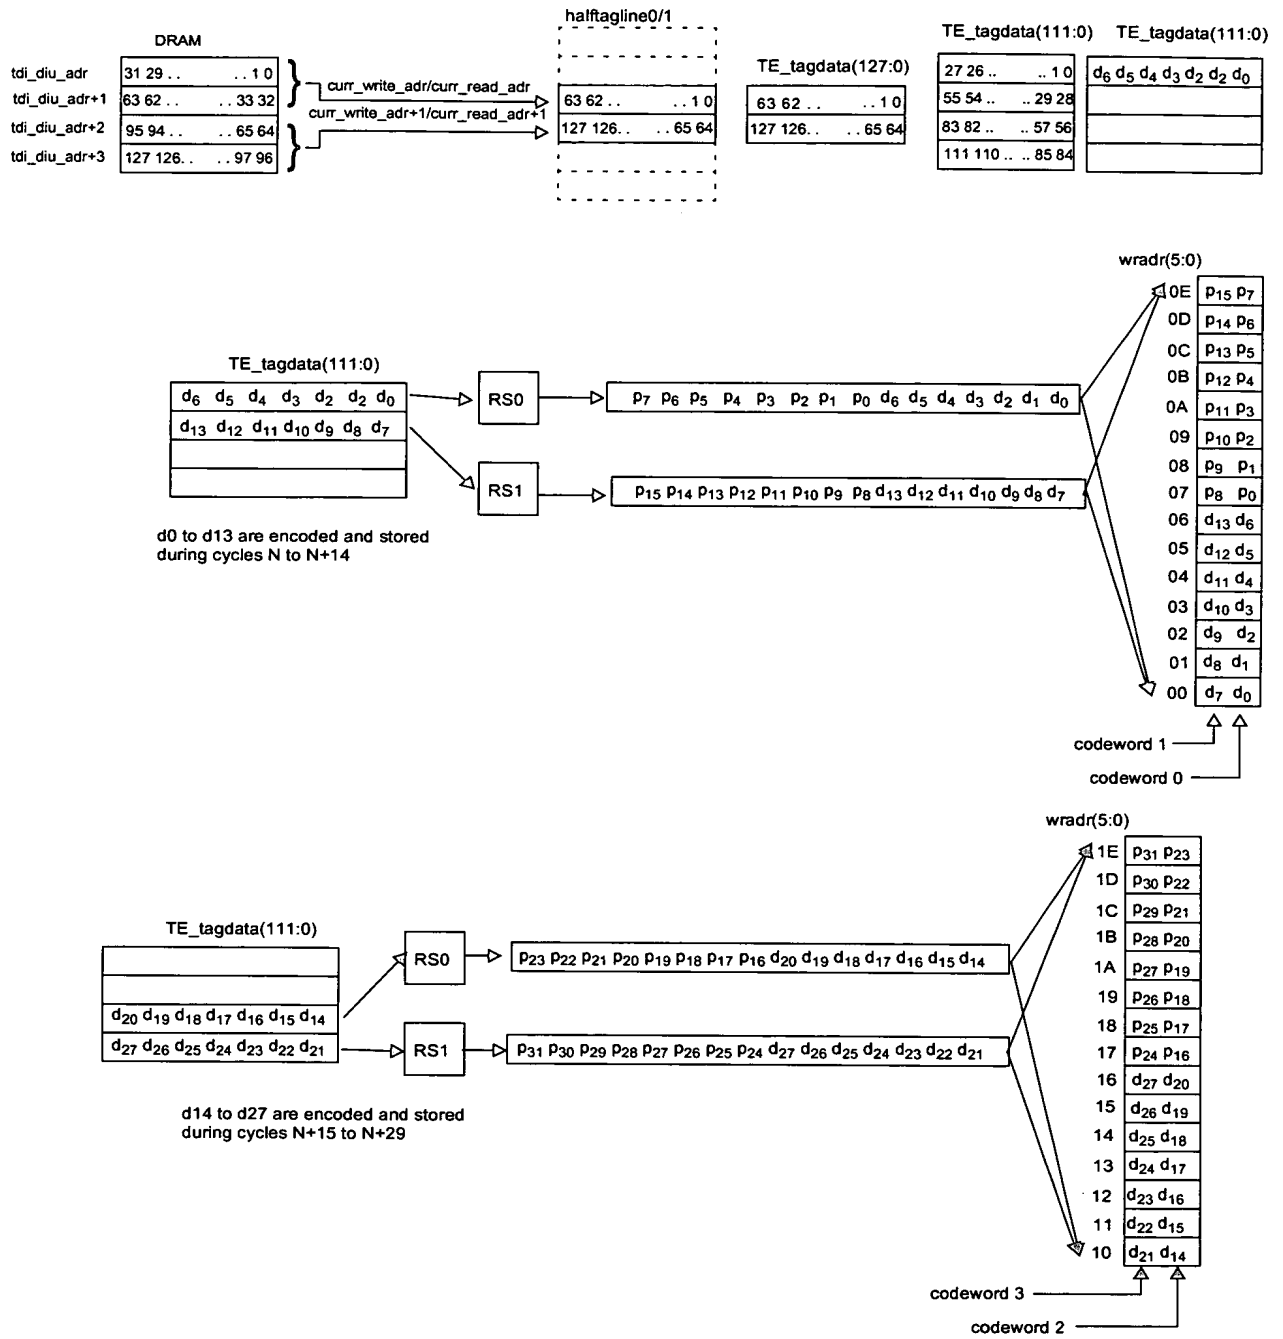 halftagline0/1
TE_tagdata(111:0) TE_tagdata(111:0)
DRAM
TE_tagdata(127:0)
tdi_diu_adr 31 29 . . . . 1 0
curr_write_adr/curr_read_adr
27 26 .. .. 1 0
d6 d5 d4 d3 d2 d2 d0
tdi_diu_adr+1 63 62 . . . . 33 32
63 62 . . . . 1 0
63 62 . . . . 1 0
55 54 .. .. 29 28
curr_write_adr+1/curr_read_adr+1
tdi_diu_adr+2 95 94 . . . . 65 64
127 126. . . . 65 64
127 126. . . . 65 64
83 82 .. .. 57 56
tdi_diu_adr+3 127 126. . . . 97 96
111 110 .. .. 85 84
wradr(5:0)
0E p15 p7
0D p14 p6
0C p13 p5
0B p12 p4
0A p11 p3
09 p10 p2
08 p9 p1
07 p8 p0
06 d13 d6
05 d12 d5
04 d11 d4
03 d10 d3
02 d9 d2
01 d8 d1
00 d7 d0
codeword 1
codeword 0
TE_tagdata(111:0)
d6 d5 d4 d3 d2 d2 d0
RS0
p7 p6 p5 p4 p3 p2 p1 p0 d6 d5 d4 d3 d2 d1 d0
d13 d12 d11 d10 d9 d8 d7
RS1
p15 p14 p13 p12 p11 p10 p9 p8 d13 d12 d11 d10 d9 d8 d7
d0 to d13 are encoded and stored
during cycles N to N+14
wradr(5:0)
1E p31 p23
1D p30 p22
1C p29 p21
1B p28 p20
1A p27 p19
19 p26 p18
18 p25 p17
17 p24 p16
16 d27 d20
15 d26 d19
14 d25 d18
13 d24 d17
12 d23 d16
11 d22 d15
10 d21 d14
codeword 3
codeword 2
TE_tagdata(111:0)
RS0
p23 p22 p21 p20 p19 p18 p17 p16 d20 d19 d18 d17 d16 d15 d14
d20 d19 d18 d17 d16 d15 d14
d27 d26 d25 d24 d23 d22 d21
RS1
p31 p30 p29 p28 p27 p26 p25 p24 d27 d26 d25 d24 d23 d22 d21
d14 to d27 are encoded and stored
during cycles N+15 to N+29